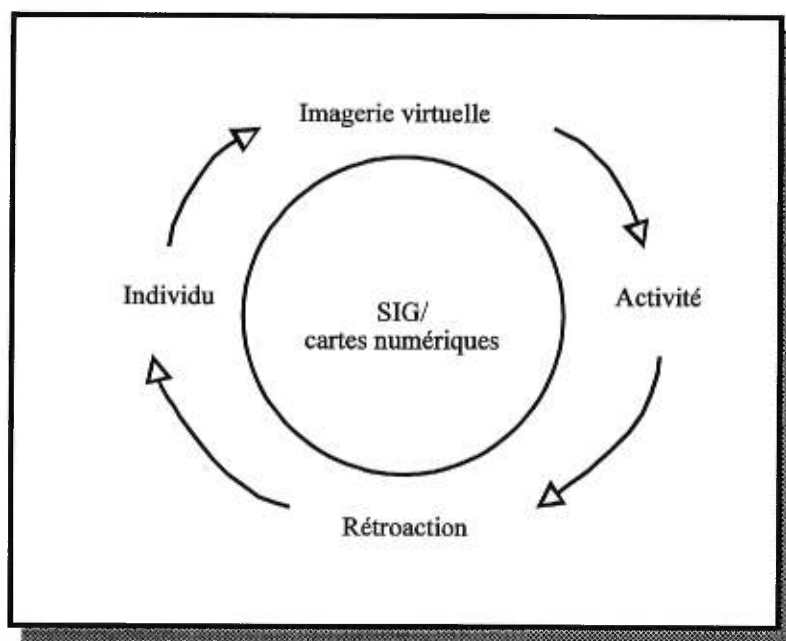 Imagerie virtuelle
Individu
SIG/
cartes numériques
Activité
Rétroaction